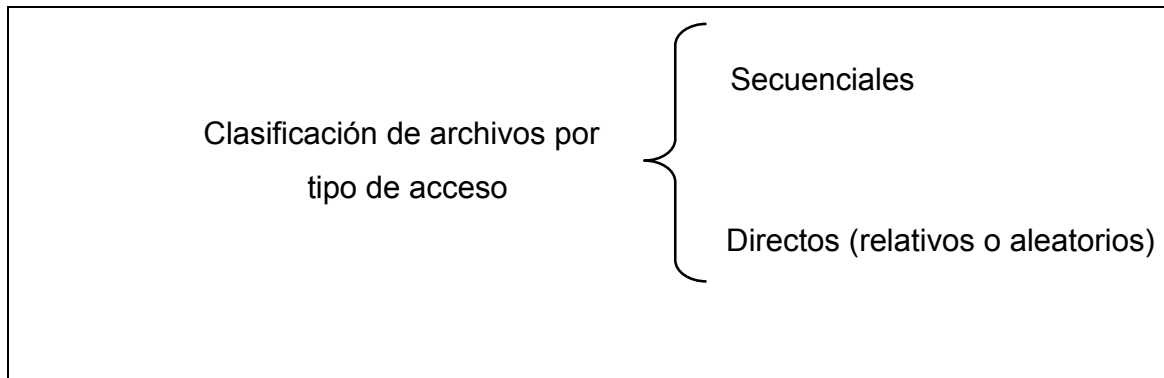 Clasificación de archivos por
tipo de acceso
Secuenciales
Directos (relativos o aleatorios)